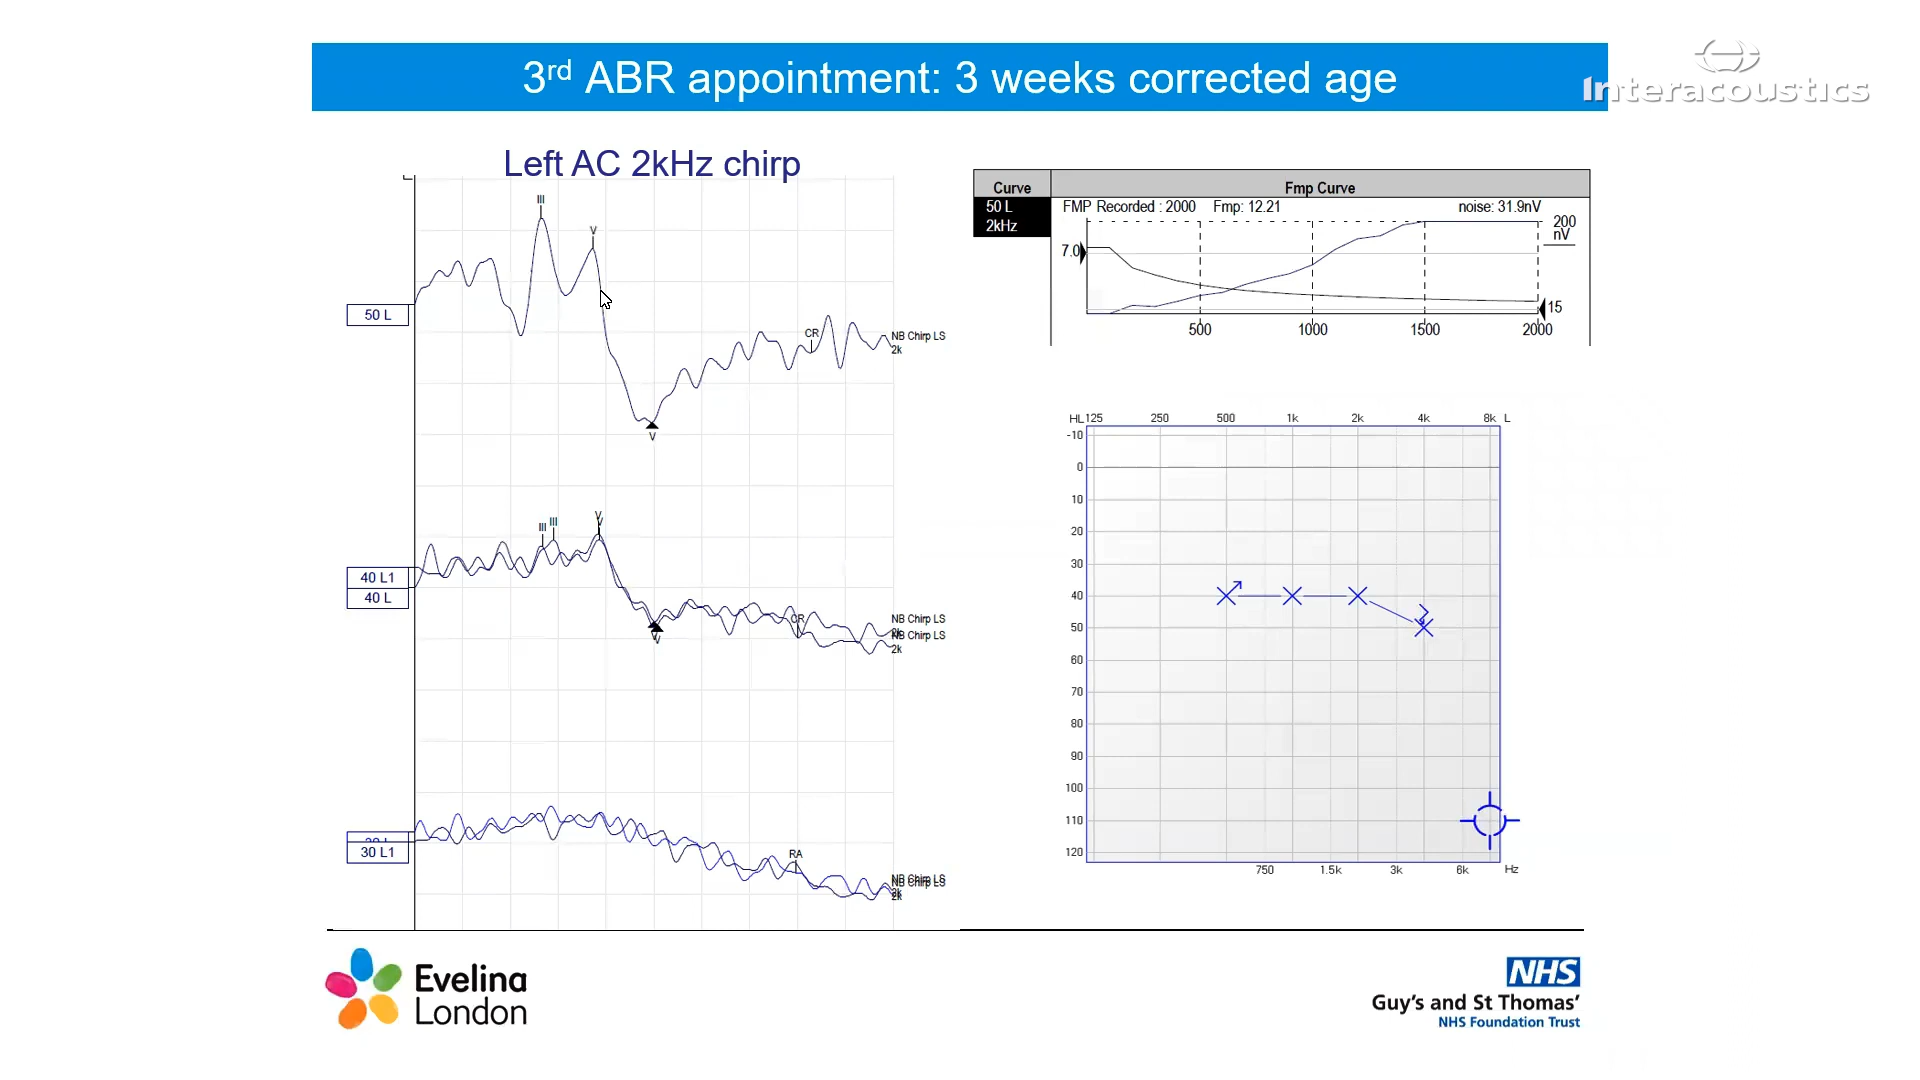 3rd ABR appointment: 3 weeks corrected age
Interacoustics
Left AC 2kHz chirp
III
V
50 L
CR
NB Chirp LS
2k
V
III III V
V
40 L1
40 L
CR
NB Chirp LS
NB Chirp LS
2k
V
RA
30 L
30 L1
NB Chirp LS
NB Chirp LS
2k
2k
Curve Fmp Curve
50 L FMP Recorded : 2000 Fmp: 12.21 noise: 31.9nV
2kHz
200
nV
7.0
15
500 1000 1500 2000
HL 125 250 500 1k 2k 4k 8k L
-10
0
10
20
30
40
50
60
70
80
90
100
110
120
750 1.5k 3k 6k Hz
Evelina
London
NHS
Guy's and St Thomas'
NHS Foundation Trust